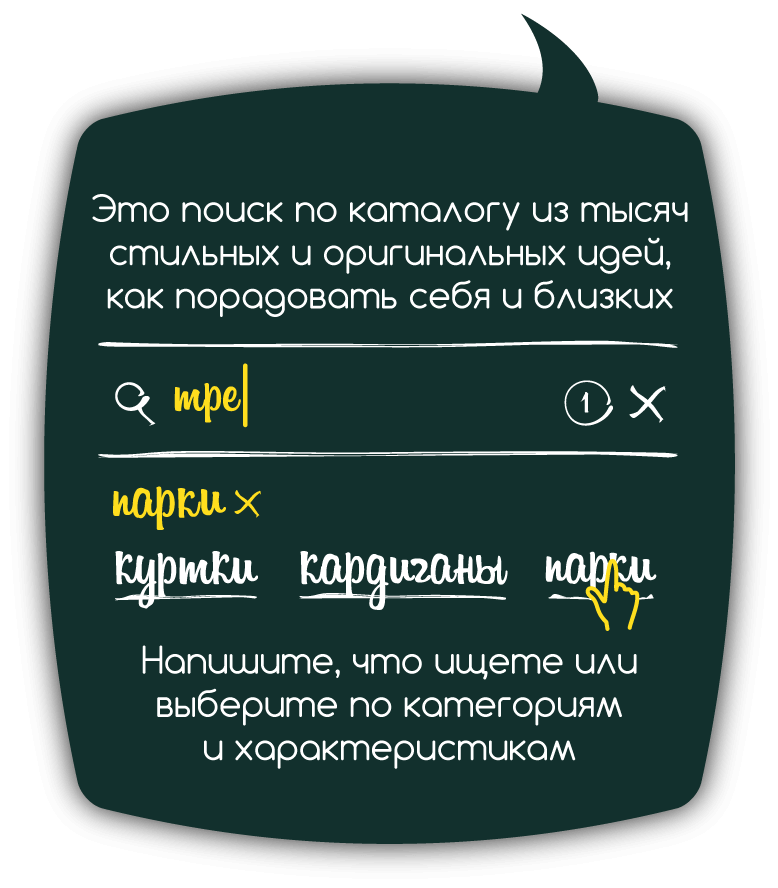 Это поиск по каталогу из тысяч
стильных и оригинальных идей,
как порадовать себя и близких
тре
1
парки
куртки кардиганы парки
Напишите, что ищете или
выберите по категориям
и характеристикам